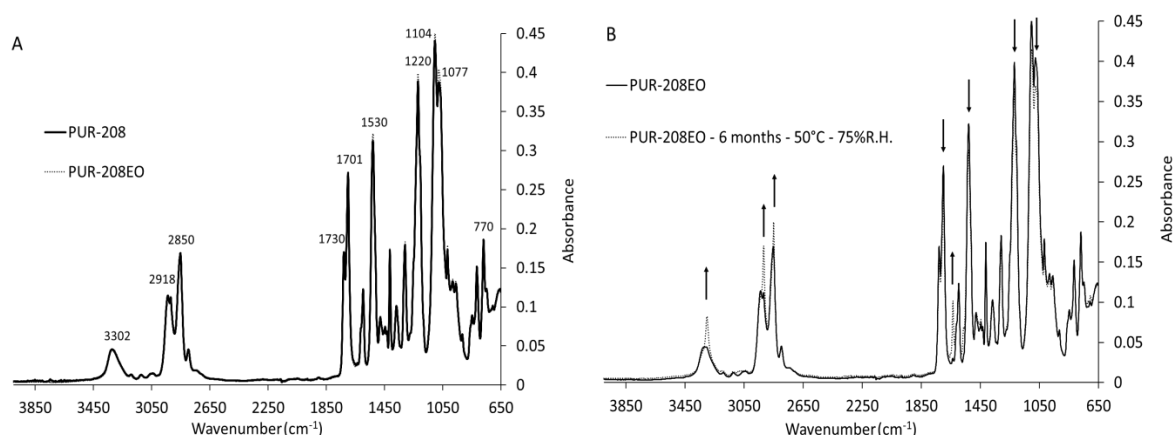 A
PUR-208
PUR-208EO
3302
2918
2850
1730
1701
1530
1220
1104
1077
770
0.45
0.4
0.35
0.3
0.25
0.2
0.15
0.1
0.05
0
Absorbance
3850 3450 3050 2650 2250 1850 1450 1050 650
Wavenumber (cm-1)
B
PUR-208EO
PUR-208EO - 6 months - 50°C - 75%R.H.
0.45
0.4
0.35
0.3
0.25
0.2
0.15
0.1
0.05
0
Absorbance
3850 3450 3050 2650 2250 1850 1450 1050 650
Wavenumber (cm-1)